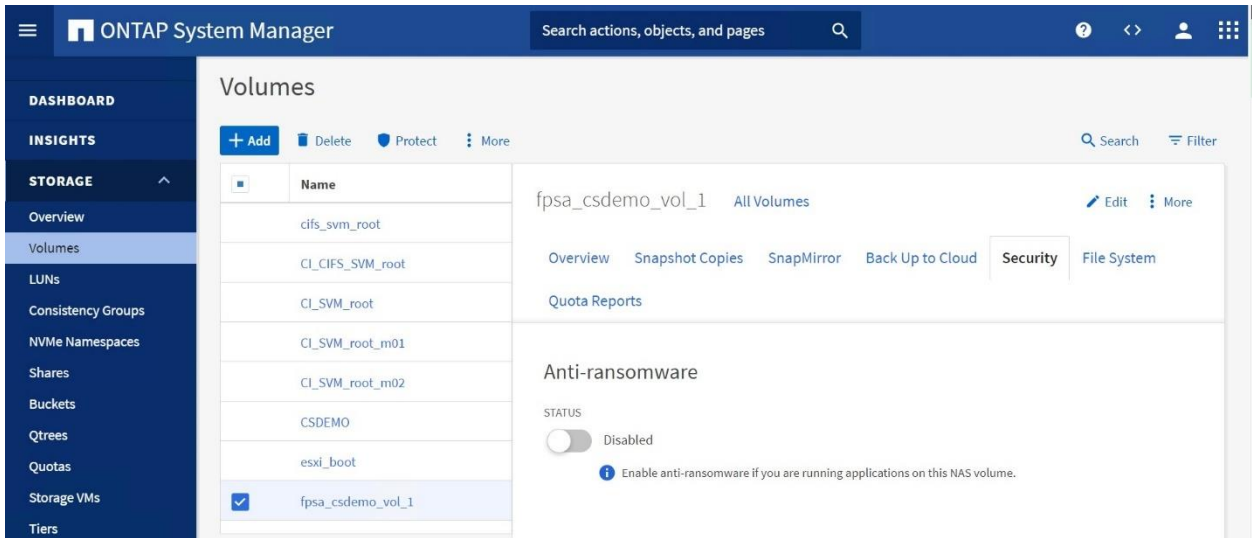 ONTAP System Manager
Search actions, objects, and pages
DASHBOARD
INSIGHTS
STORAGE
Overview
Volumes
LUNs
Consistency Groups
NVMe Namespaces
Shares
Buckets
Qtrees
Quotas
Storage VMs
Tiers
Volumes
+ Add Delete Protect More
Search Filter
Name
cifs_svm_root
CI_CIFS_SVM_root
CI_SVM_root
CI_SVM_root_m01
CI_SVM_root_m02
CSDEMO
esxi_boot
fpsa_csdemo_vol_1
fpsa_csdemo_vol_1 All Volumes
Edit More
Overview Snapshot Copies SnapMirror Back Up to Cloud Security File System
Quota Reports
Anti-ransomware
STATUS
Disabled
Enable anti-ransomware if you are running applications on this NAS volume.